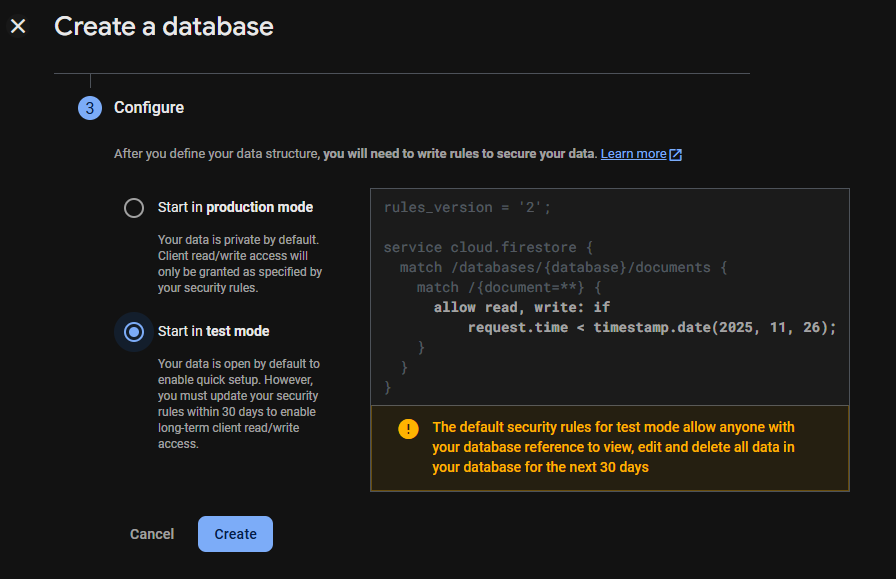 Create a database
3 Configure
After you define your data structure, you will need to write rules to secure your data. Learn more
Start in production mode
Your data is private by default.
Client read/write access will
only be granted as specified by
your security rules.
Start in test mode
Your data is open by default to
enable quick setup. However,
you must update your security
rules within 30 days to enable
long-term client read/write
access.
rules_version = '2';
service cloud.firestore {
match /databases/{database}/documents {
match /{document=**} {
allow read, write: if
request.time < timestamp.date(2025, 11, 26);
}
}
}
! The default security rules for test mode allow anyone with
your database reference to view, edit and delete all data in
your database for the next 30 days
Cancel
Create